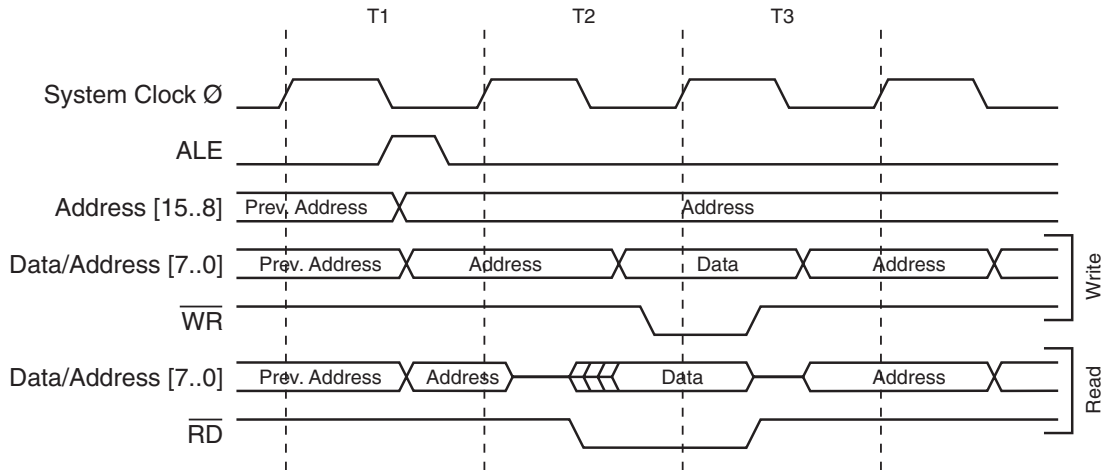 T1 T2 T3
System Clock Ø
ALE
Address [15..8] Prev. Address Address
Data/Address [7..0] Prev. Address Address Data Address
WR
Write
Data/Address [7..0] Prev. Address Address Data Address
RD
Read